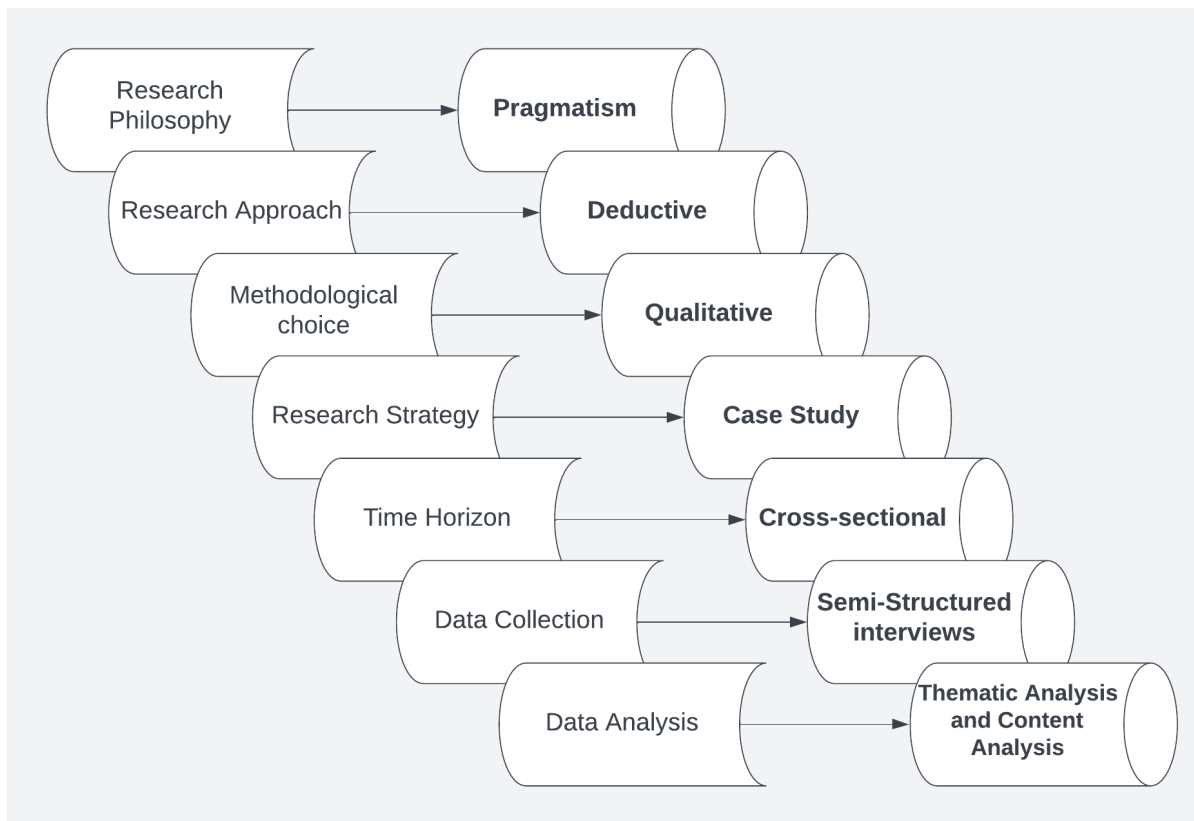 Research
Philosophy
Pragmatism
Research Approach
Deductive
Methodological
choice
Qualitative
Research Strategy
Case Study
Time Horizon
Cross-sectional
Data Collection
Semi-Structured
interviews
Data Analysis
Thematic Analysis
and Content
Analysis